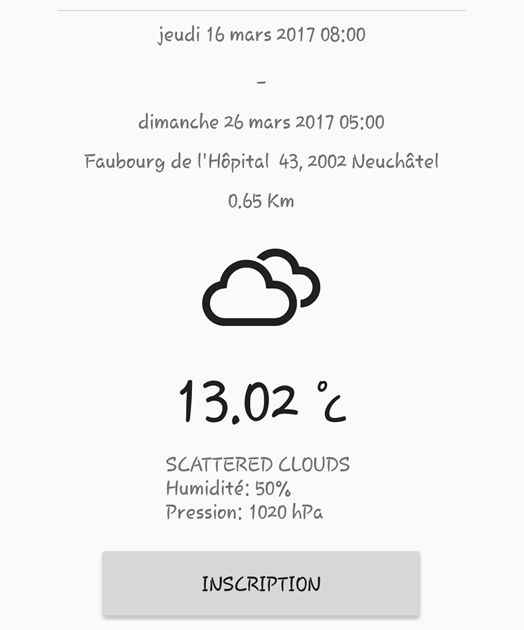 jeudi 16 mars 2017 08:00
-
dimanche 26 mars 2017 05:00
Faubourg de l'Hôpital  43, 2002 Neuchâtel
0.65 Km
13.02 °C
SCATTERED CLOUDS
Humidité: 50%
Pression: 1020 hPa
INSCRIPTION